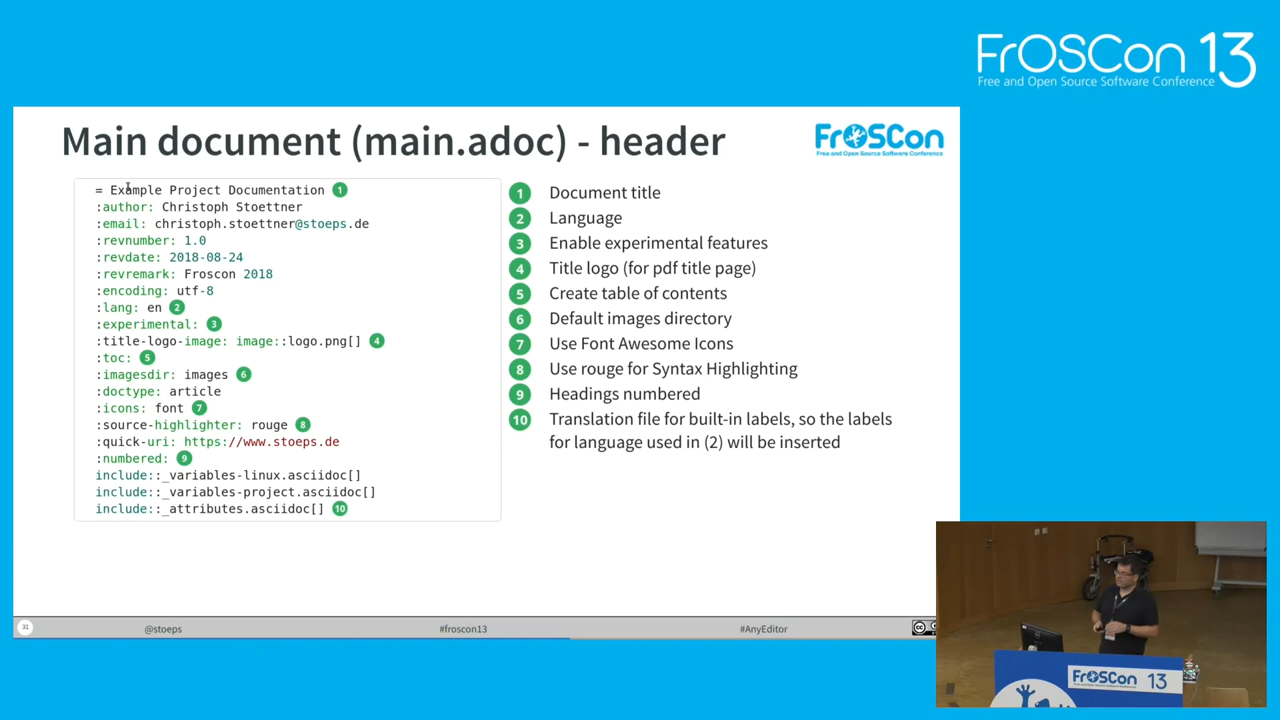 FrOSCon 13
Free and Open Source Software Conference
Main document (main.adoc) - header
FrOSCon
Free and Open Source Software Conference
= Example Project Documentation 1
:author: Christoph Stoettner
:email: christoph.stoettner@stoeps.de
:revnumber: 1.0
:revdate: 2018-08-24
:revremark: Froscon 2018
:encoding: utf-8
:lang: en 2
:experimental: 3
:title-logo-image: image::logo.png[] 4
:toc: 5
:imagesdir: images 6
:doctype: article
:icons: font 7
:source-highlighter: rouge 8
:quick-uri: https://www.stoeps.de
:numbered: 9
include::_variables-linux.asciidoc[]
include::_variables-project.asciidoc[]
include::_attributes.asciidoc[] 10
1 Document title
2 Language
3 Enable experimental features
4 Title logo (for pdf title page)
5 Create table of contents
6 Default images directory
7 Use Font Awesome Icons
8 Use rouge for Syntax Highlighting
9 Headings numbered
10 Translation file for built-in labels, so the labels
for language used in (2) will be inserted
31 @stoeps #froscon13 #AnyEditor cc
FrOSCon 13